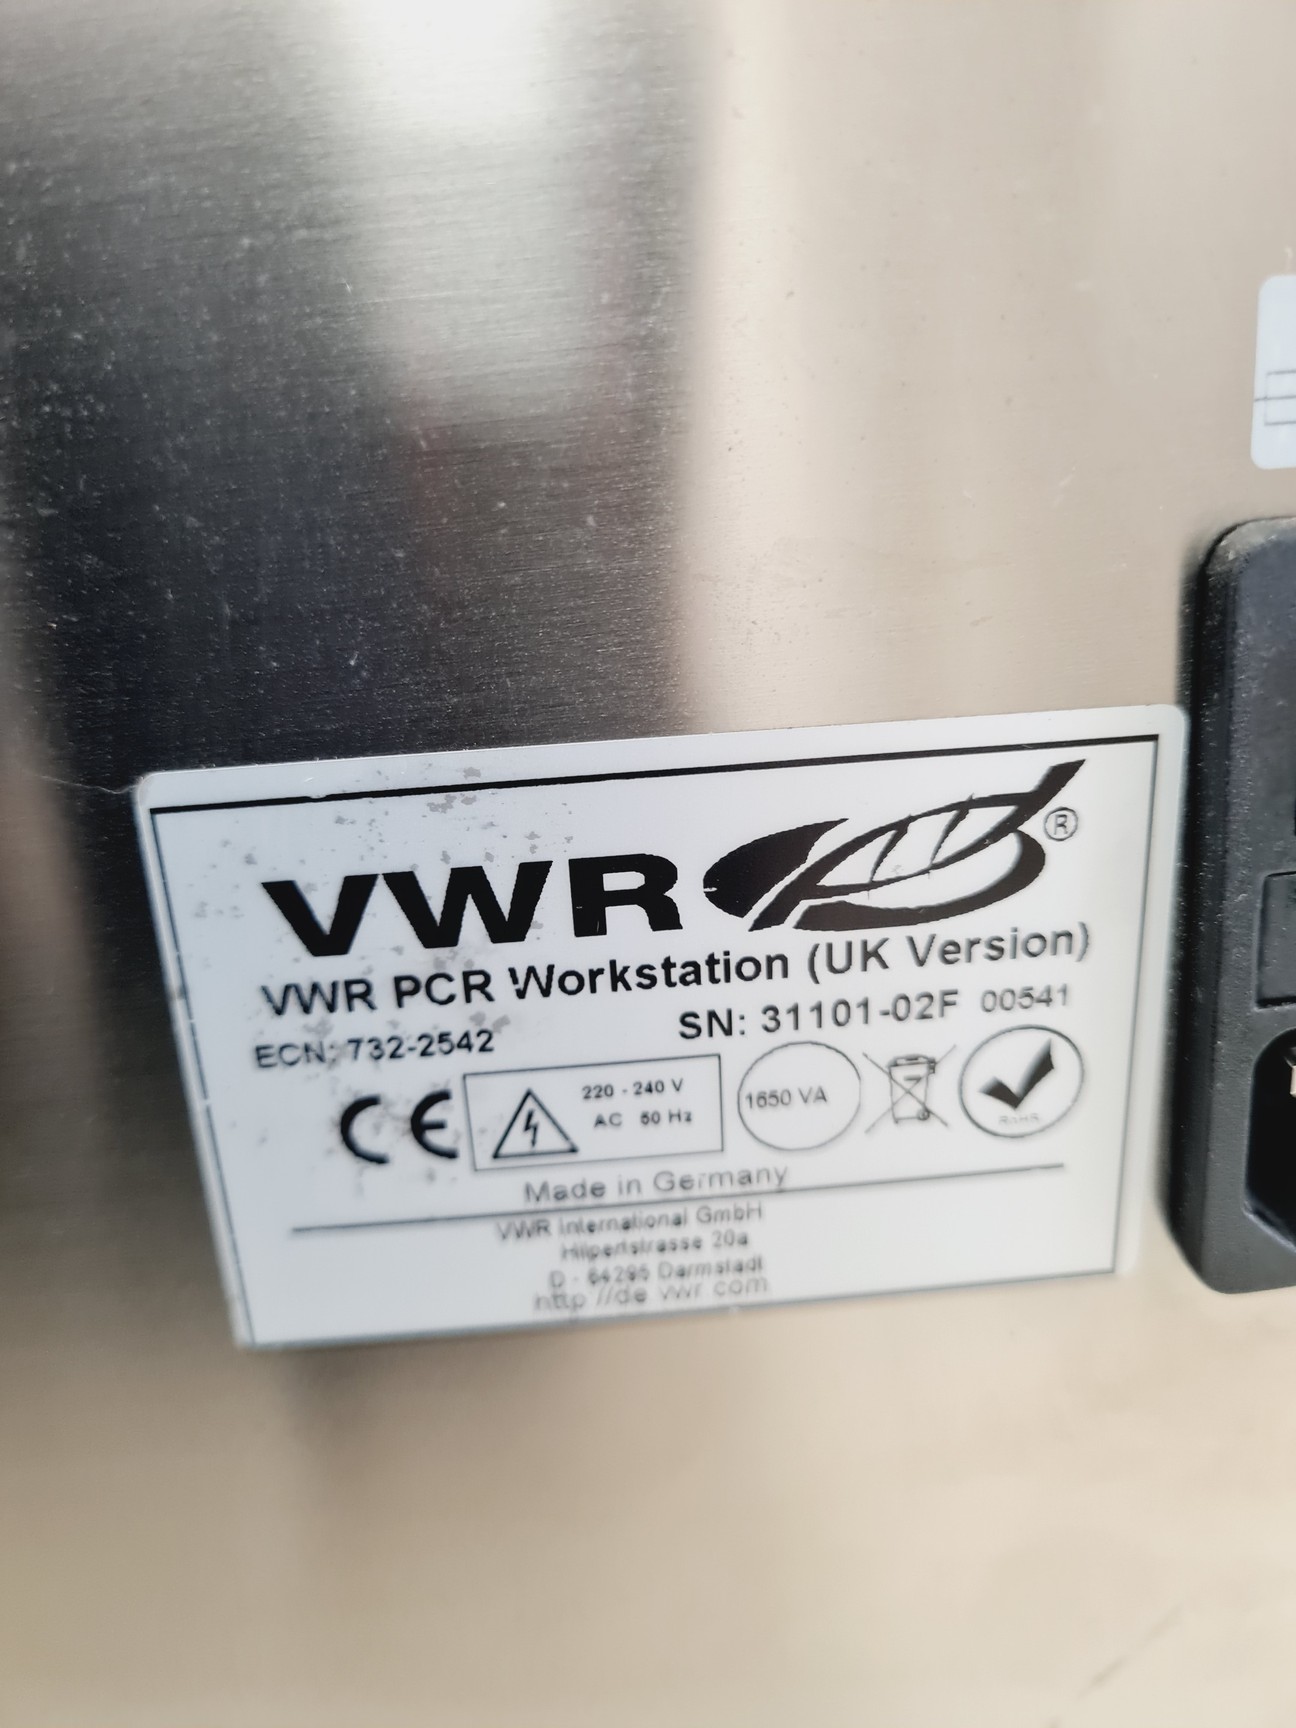 VWR ®
VWR PCR Workstation (UK Version)
ECN: 732-2542 SN: 31101-02F 00541
CE
220 - 240 V
AC 50 Hz
1650 VA
RoHS
Made in Germany
VWR International GmbH
Hilpertstrasse 20a
D - 64295 Darmstadt
http://de.vwr.com